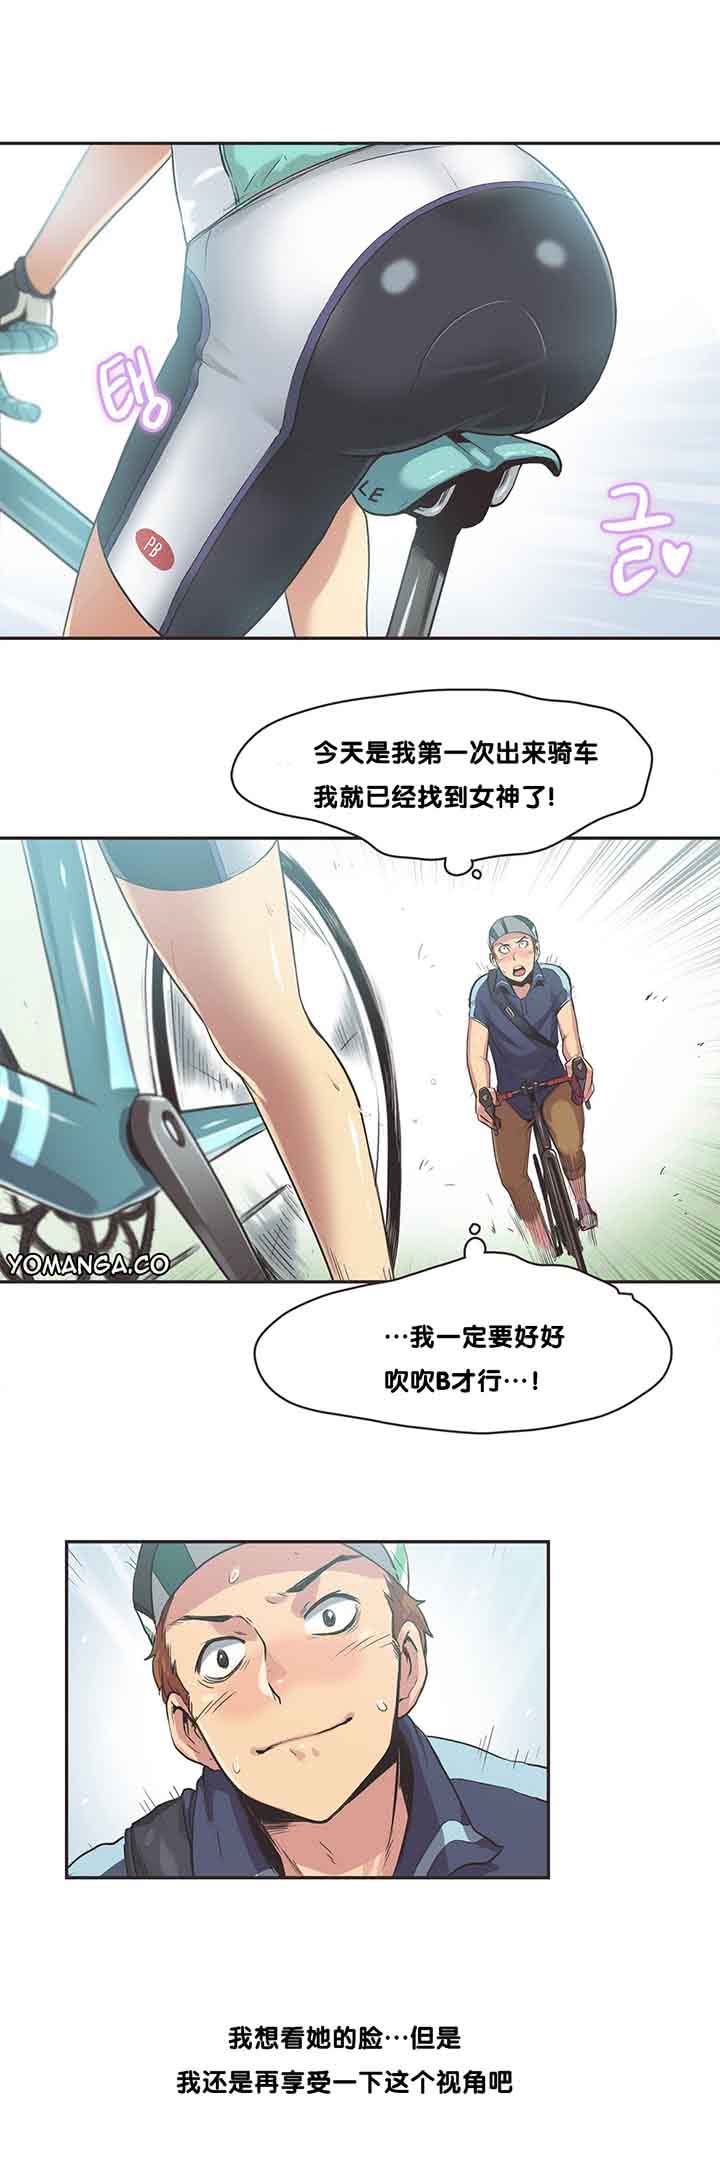 탱
PB
LE
글♥
今天是我第一次出来骑车
我就已经找到女神了!
YOMANGA.CO
…我一定要好好
吹吹B才行…!
我想看她的脸…但是
我还是再享受一下这个视角吧